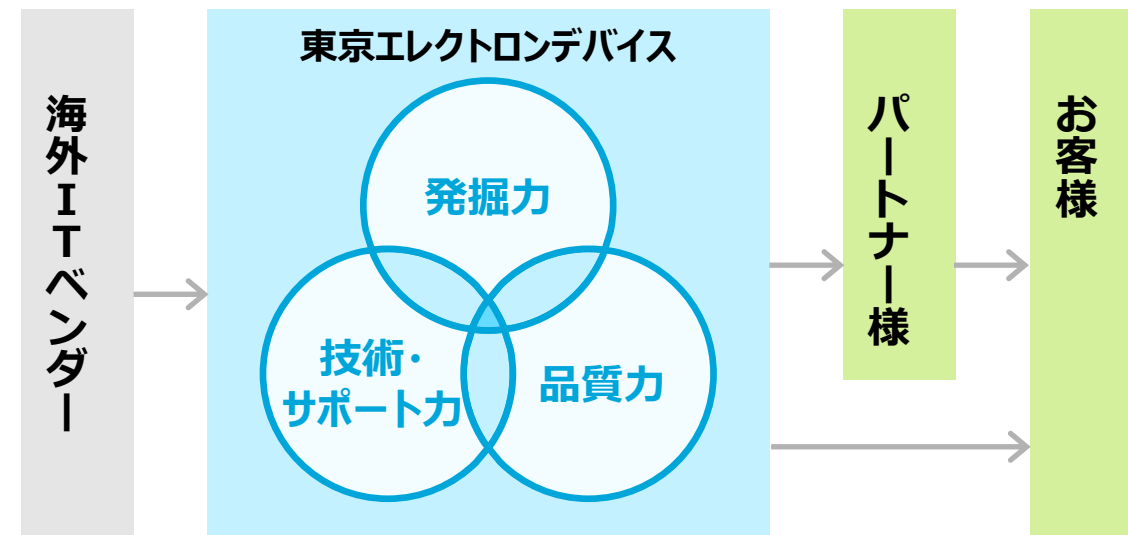 海外ITベンダー
東京エレクトロンデバイス
発掘力
技術・
サポート力
品質力
パートナー様
お客様